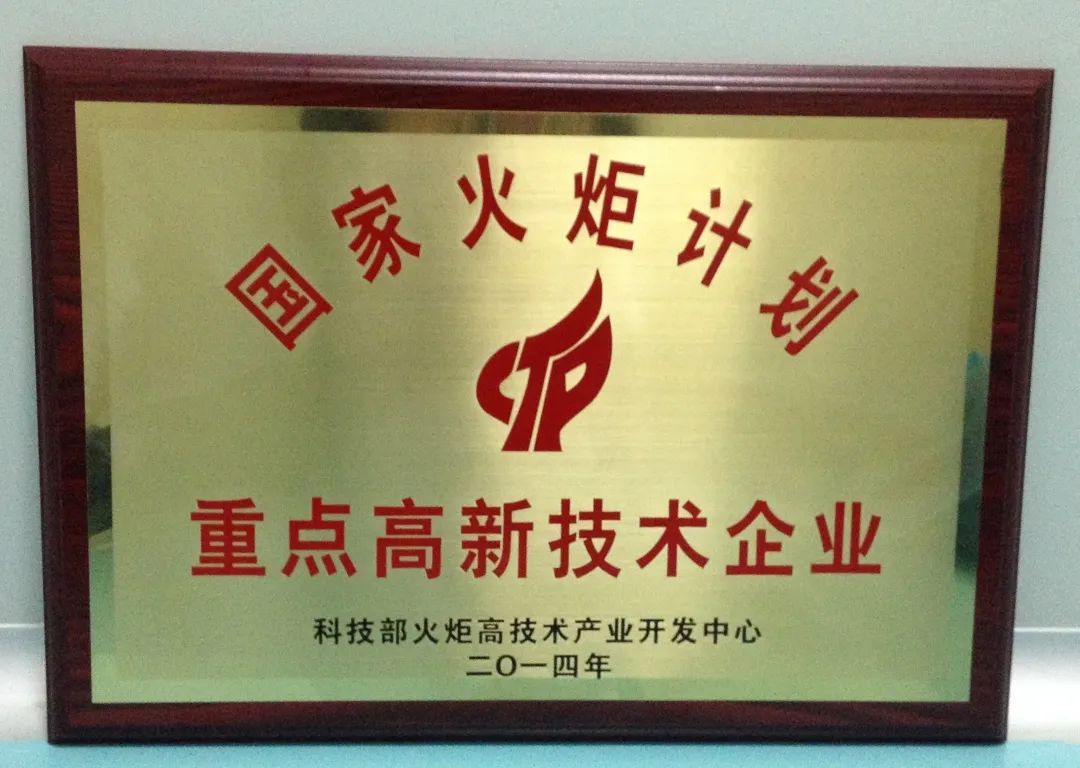 国家火炬计划
CTP
重点高新技术企业
科技部火炬高技术产业开发中心
二〇一四年